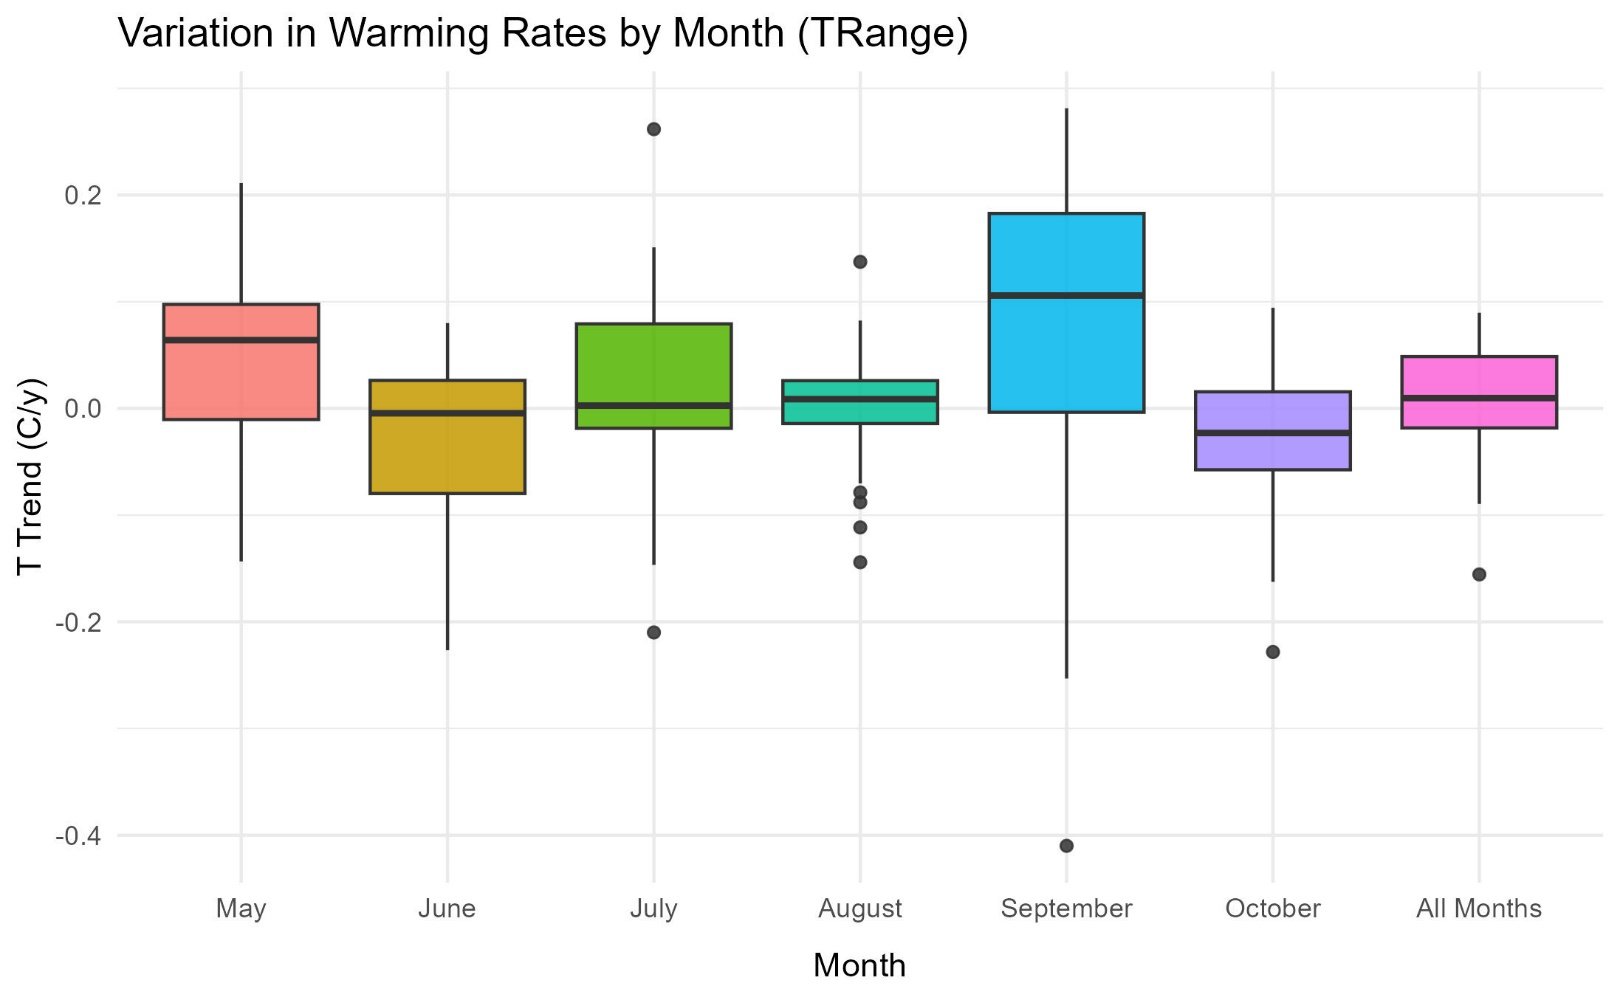 Variation in Warming Rates by Month (TRange)
T Trend (C/y)
0.2
0.0
-0.2
-0.4
May
June
July
August
September
October
All Months
Month